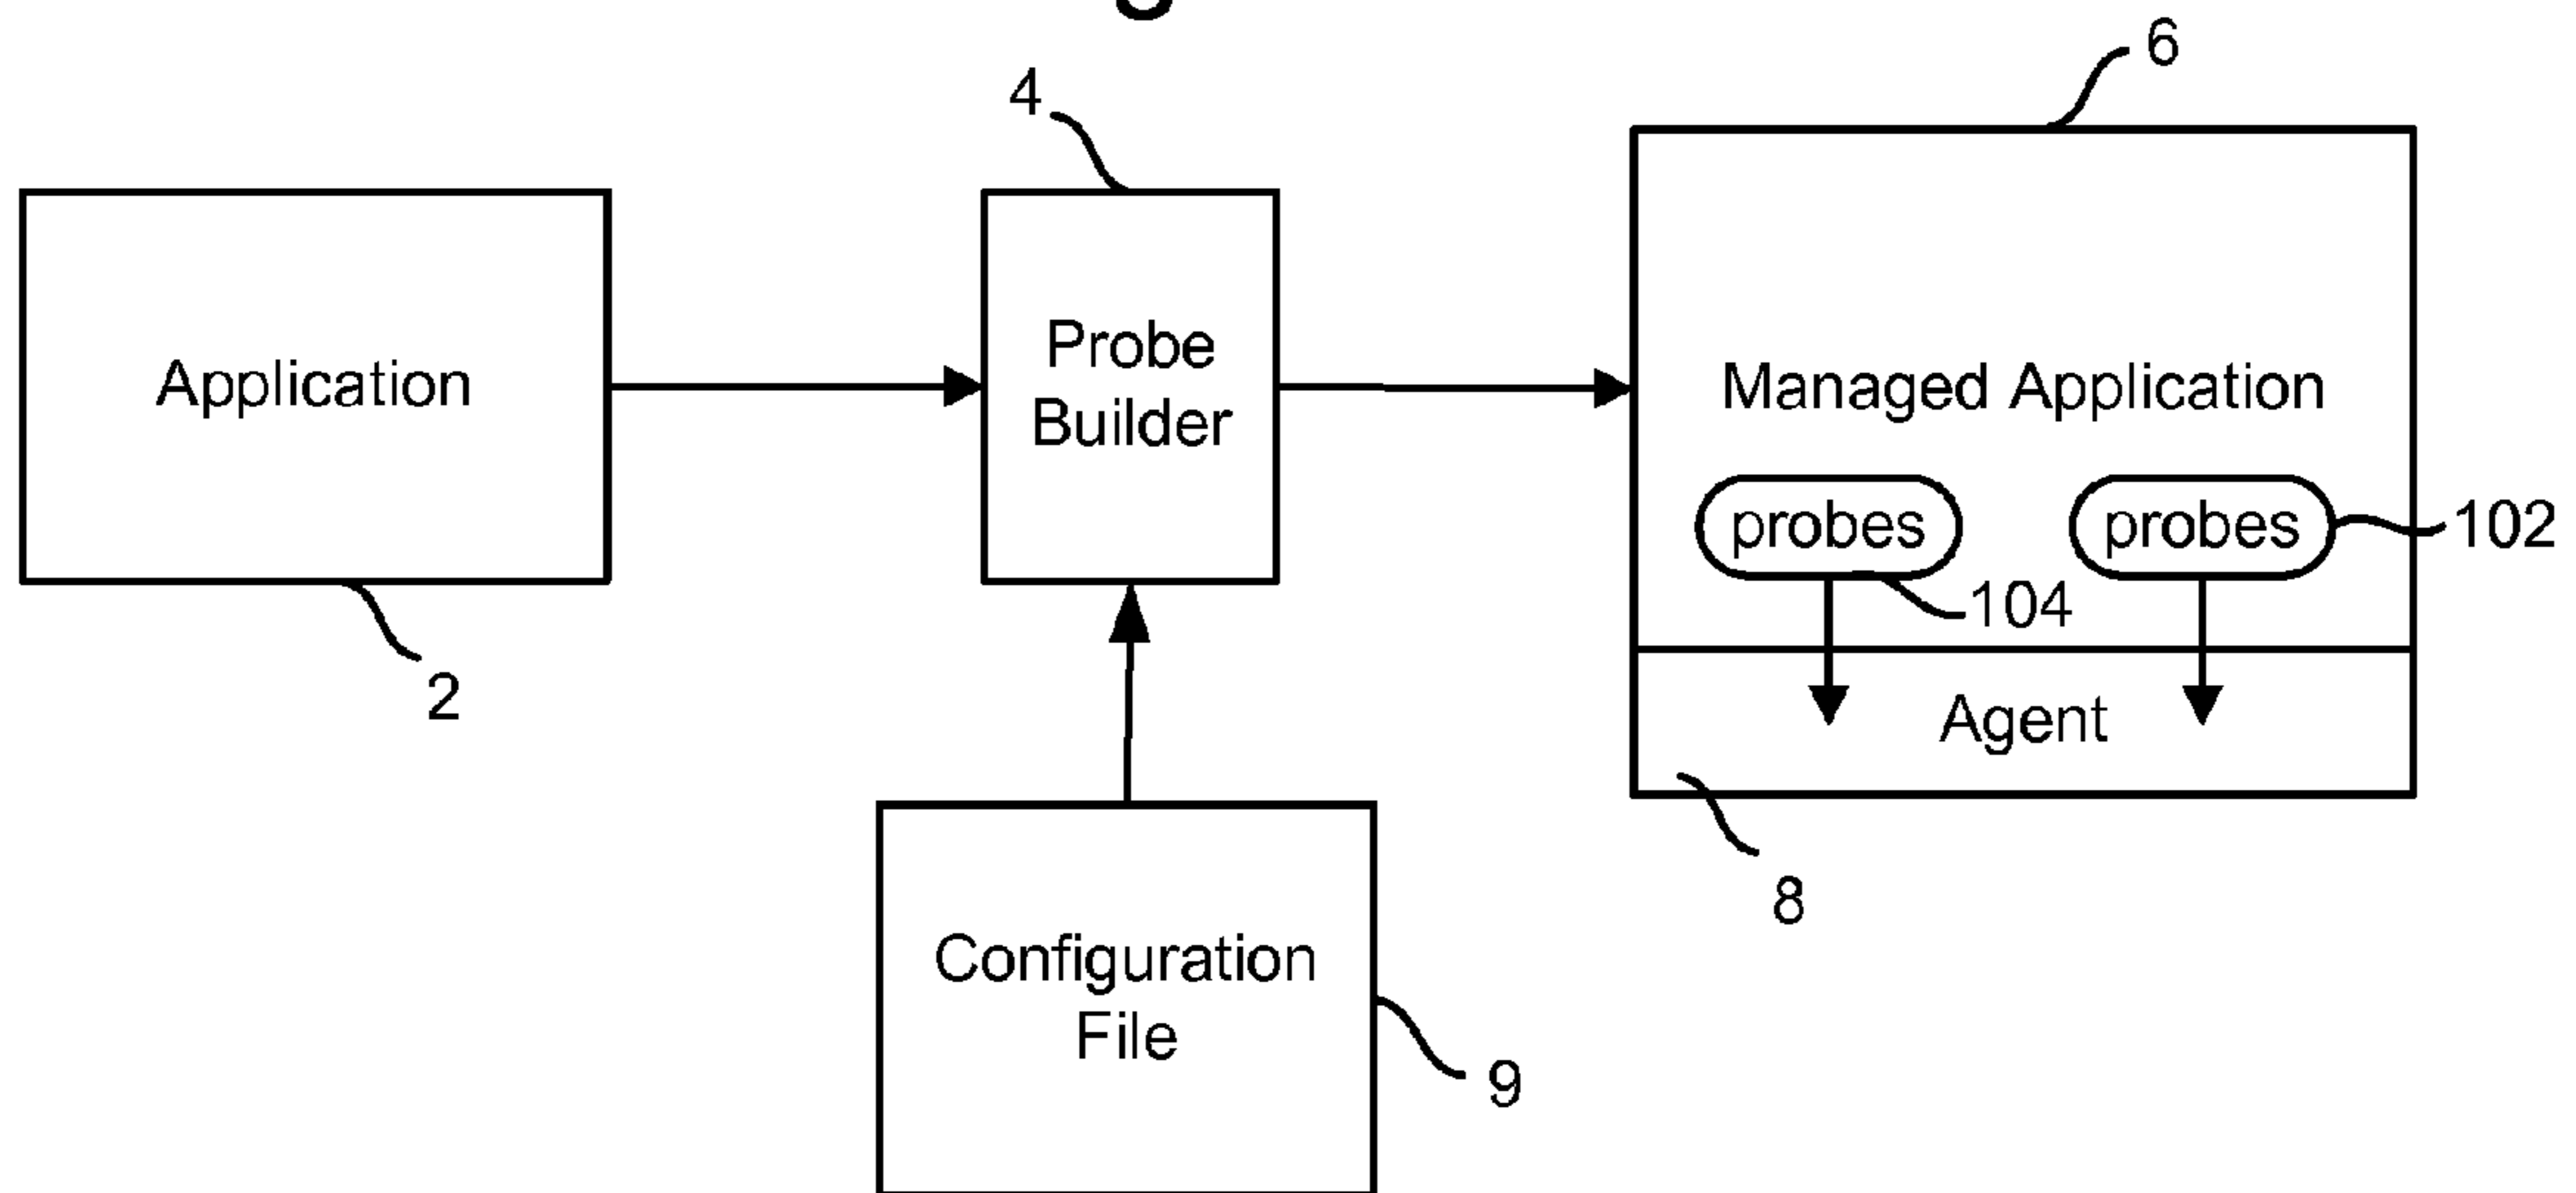 6
4
Application
Probe
Builder
Managed Application
probes
probes
102
104
2
Agent
8
Configuration
File
9